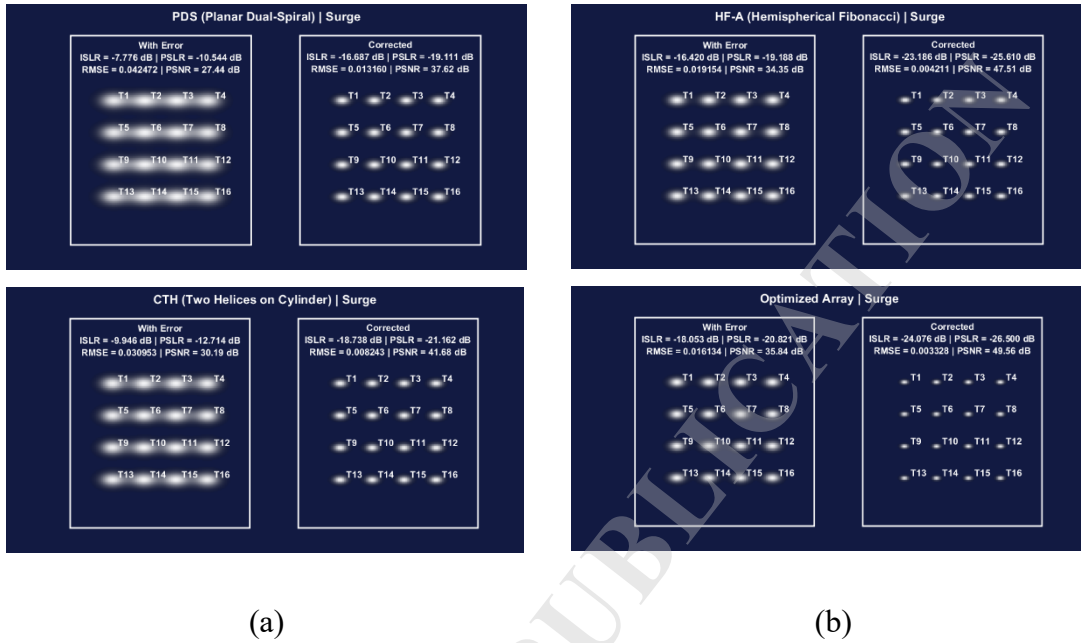 PDS (Planar Dual-Spiral) | Surge
With Error
ISLR = -7.776 dB | PSLR = -10.544 dB
RMSE = 0.042472 | PSNR = 27.44 dB
T1 T2 T3 T4
T5 T6 T7 T8
T9 T10 T11 T12
T13 T14 T15 T16
Corrected
ISLR = -16.687 dB | PSLR = -19.111 dB
RMSE = 0.013160 | PSNR = 37.62 dB
T1 T2 T3 T4
T5 T6 T7 T8
T9 T10 T11 T12
T13 T14 T15 T16
HF-A (Hemispherical Fibonacci) | Surge
With Error
ISLR = -16.420 dB | PSLR = -19.188 dB
RMSE = 0.019154 | PSNR = 34.35 dB
T1 T2 T3 T4
T5 T6 T7 T8
T9 T10 T11 T12
T13 T14 T15 T16
Corrected
ISLR = -23.186 dB | PSLR = -25.610 dB
RMSE = 0.004211 | PSNR = 47.51 dB
T1 T2 T3 T4
T5 T6 T7 T8
T9 T10 T11 T12
T13 T14 T15 T16
CTH (Two Helices on Cylinder) | Surge
With Error
ISLR = -9.946 dB | PSLR = -12.714 dB
RMSE = 0.030953 | PSNR = 30.19 dB
T1 T2 T3 T4
T5 T6 T7 T8
T9 T10 T11 T12
T13 T14 T15 T16
Corrected
ISLR = -18.738 dB | PSLR = -21.162 dB
RMSE = 0.008243 | PSNR = 41.68 dB
T1 T2 T3 T4
T5 T6 T7 T8
T9 T10 T11 T12
T13 T14 T15 T16
Optimized Array | Surge
With Error
ISLR = -18.053 dB | PSLR = -20.821 dB
RMSE = 0.016134 | PSNR = 35.84 dB
T1 T2 T3 T4
T5 T6 T7 T8
T9 T10 T11 T12
T13 T14 T15 T16
Corrected
ISLR = -24.076 dB | PSLR = -26.500 dB
RMSE = 0.003328 | PSNR = 49.56 dB
T1 T2 T3 T4
T5 T6 T7 T8
T9 T10 T11 T12
T13 T14 T15 T16
(a)
(b)
PUBLICATION